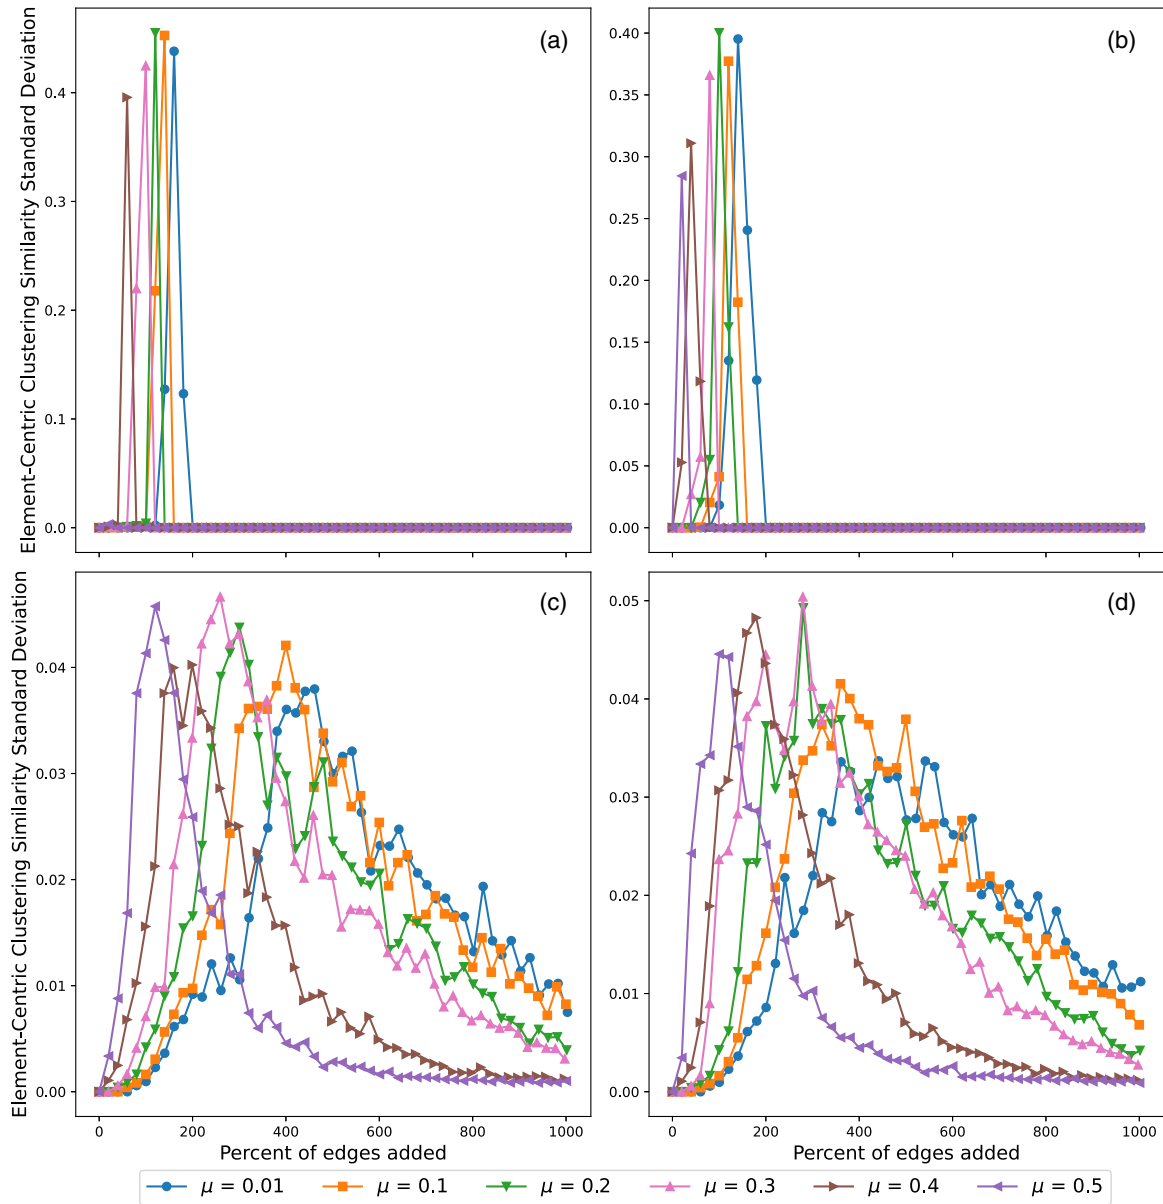 (a)
(b)
Element-Centric Clustering Similarity Standard Deviation
0.4
0.3
0.2
0.1
0.0
0.40
0.35
0.30
0.25
0.20
0.15
0.10
0.05
0.00
(c)
(d)
Element-Centric Clustering Similarity Standard Deviation
0.04
0.03
0.02
0.01
0.00
0.05
0.04
0.03
0.02
0.01
0.00
0 200 400 600 800 1000
0 200 400 600 800 1000
Percent of edges added
Percent of edges added
μ = 0.01 μ = 0.1 μ = 0.2 μ = 0.3 μ = 0.4 μ = 0.5